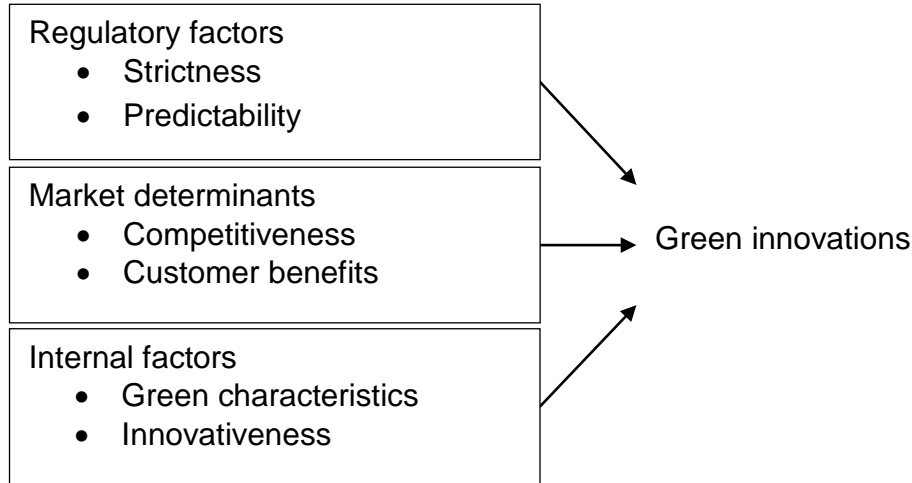 Regulatory factors
• Strictness
• Predictability
Market determinants
• Competitiveness
• Customer benefits
Green innovations
Internal factors
• Green characteristics
• Innovativeness